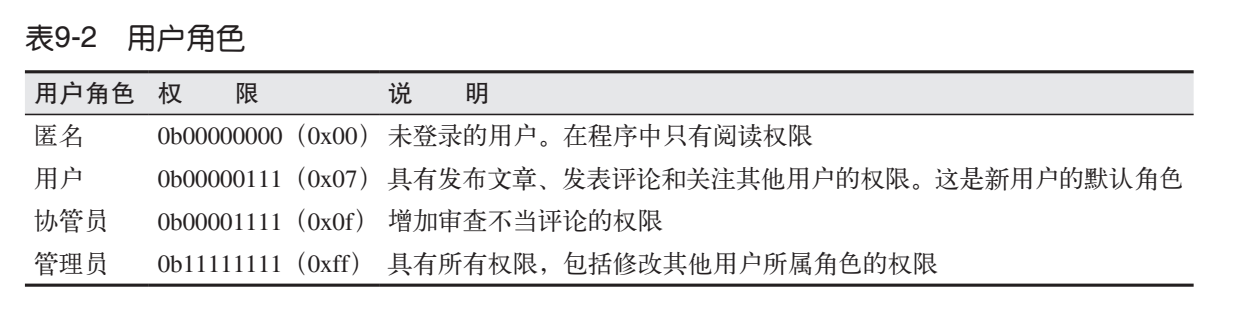 表9-2 用户角色
用户角色 权 限 说 明
匿名 0b00000000（0x00） 未登录的用户。在程序中只有阅读权限
用户 0b00000111（0x07） 具有发布文章、发表评论和关注其他用户的权限。这是新用户的默认角色
协管员 0b00001111（0x0f） 增加审查不当评论的权限
管理员 0b11111111（0xff） 具有所有权限，包括修改其他用户所属角色的权限